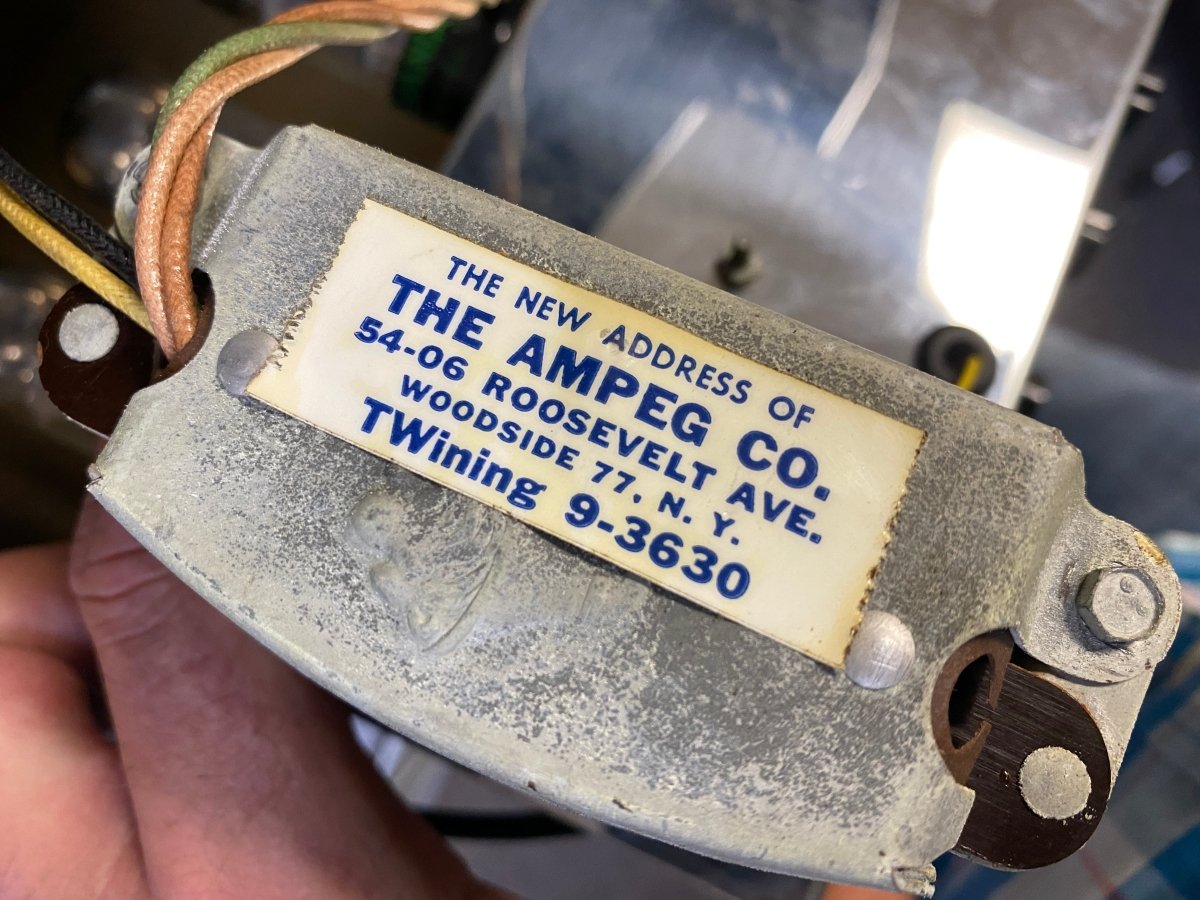 THE NEW ADDRESS OF
THE AMPEG CO.
54-06 ROOSEVELT AVE.
WOODSIDE 77, N. Y.
TWining 9-3630